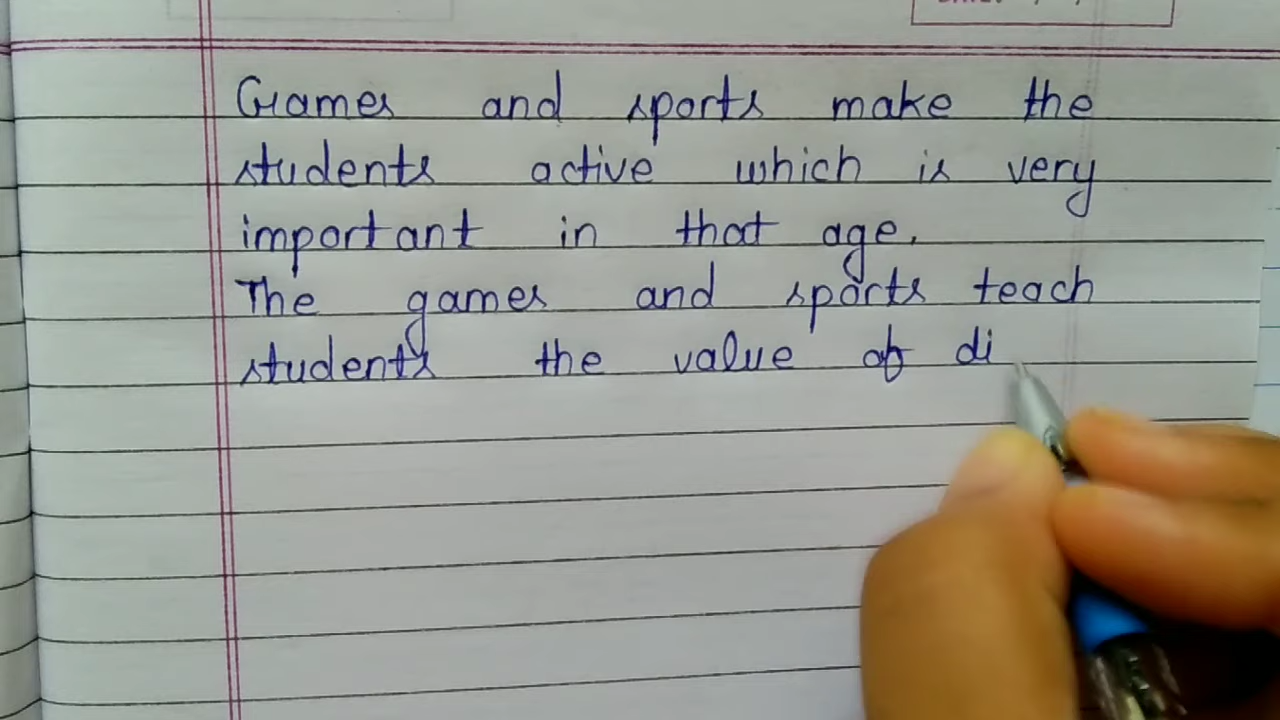 Games and sports make the
students active which is very
important in that age.
The games and sports teach
students the value of di